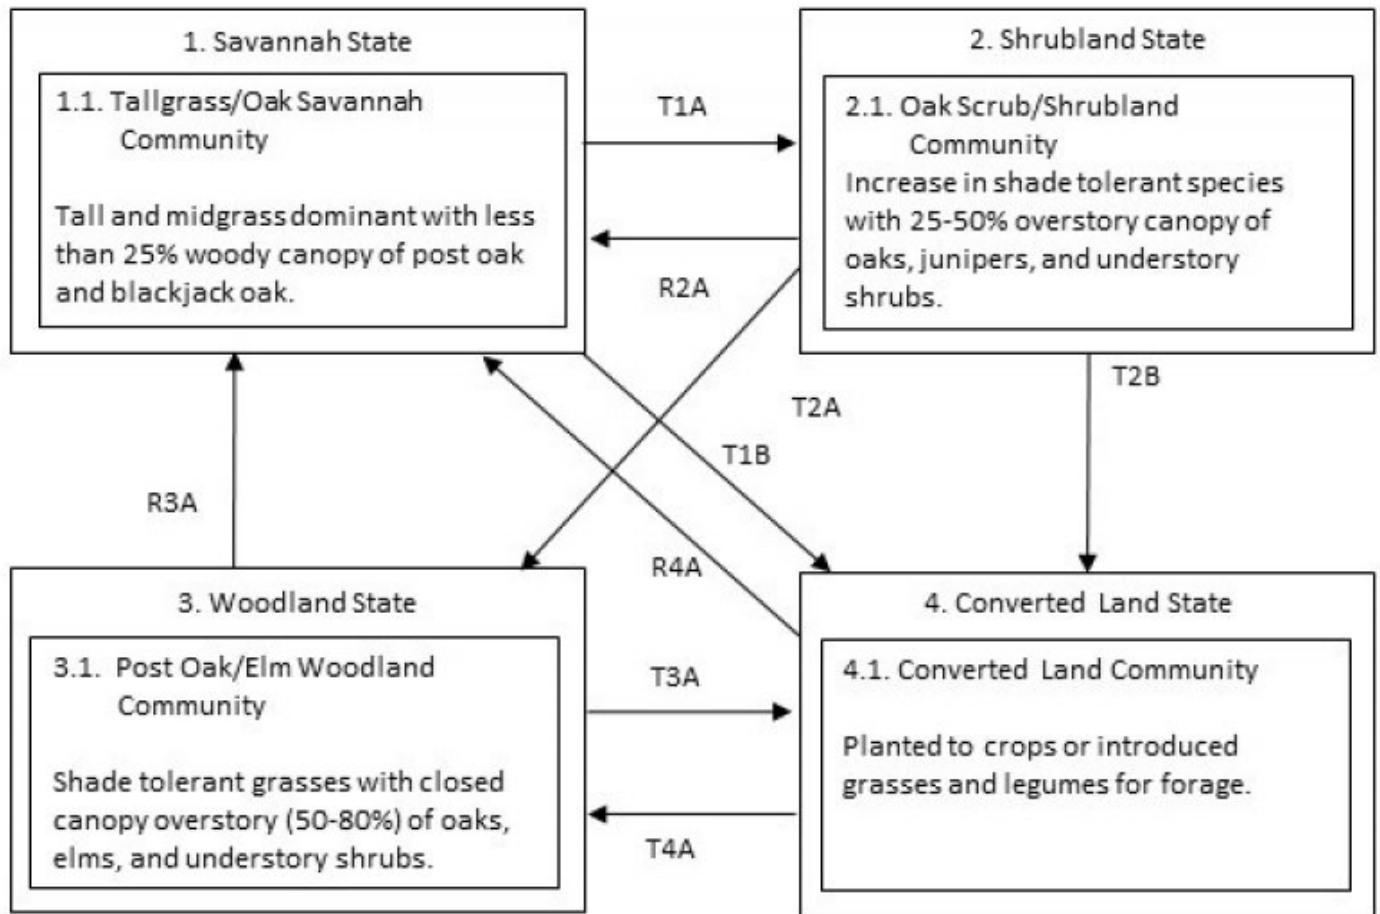 1. Savannah State
1.1. Tallgrass/Oak Savannah
Community
Tall and midgrass dominant with less
than 25% woody canopy of post oak
and blackjack oak.
T1A
R2A
2. Shrubland State
2.1. Oak Scrub/Shrubland
Community
Increase in shade tolerant species
with 25-50% overstory canopy of
oaks, junipers, and understory
shrubs.
T2B
T2A
T1B
R3A
R4A
3. Woodland State
3.1. Post Oak/Elm Woodland
Community
Shade tolerant grasses with closed
canopy overstory (50-80%) of oaks,
elms, and understory shrubs.
T3A
T4A
4. Converted Land State
4.1. Converted Land Community
Planted to crops or introduced
grasses and legumes for forage.